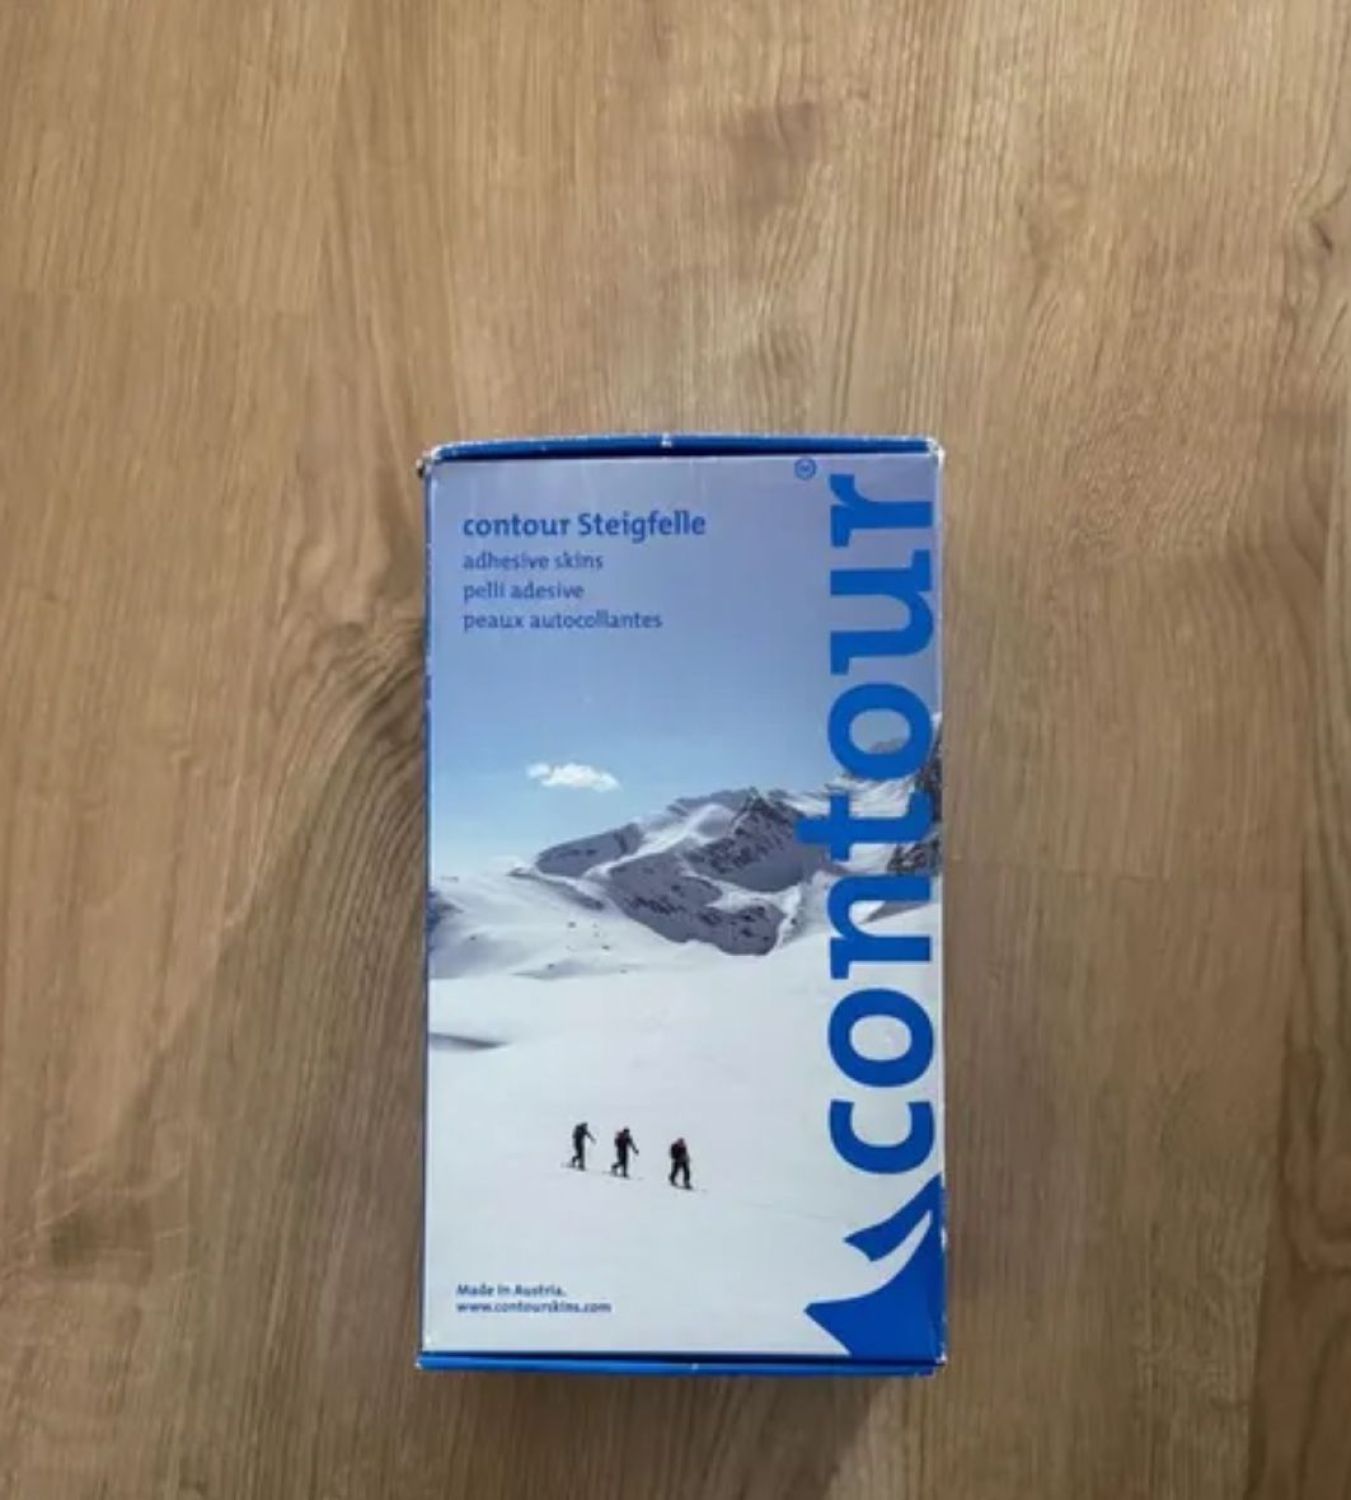 contour Steigfelle
adhesive skins
pelli adesive
peaux autocollantes
contour®
Made in Austria.
www.contourskins.com